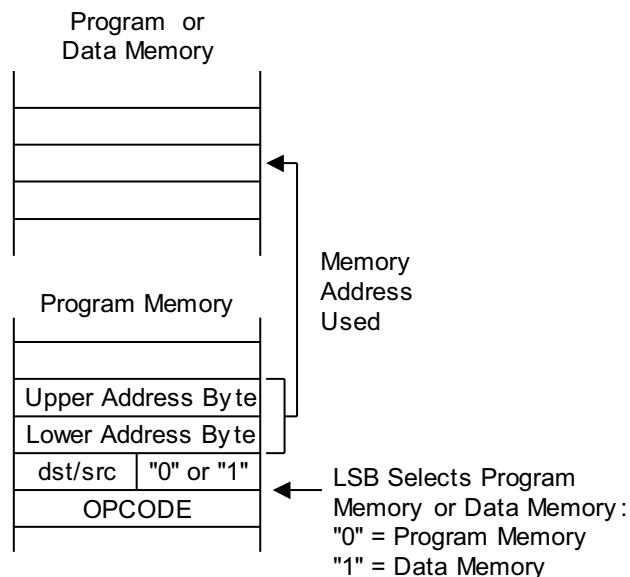 Program or
Data Memory
Memory
Address
Used
Program Memory
Upper Address Byte
Lower Address Byte
dst/src "0" or "1"
OPCODE
LSB Selects Program
Memory or Data Memory:
"0" = Program Memory
"1" = Data Memory